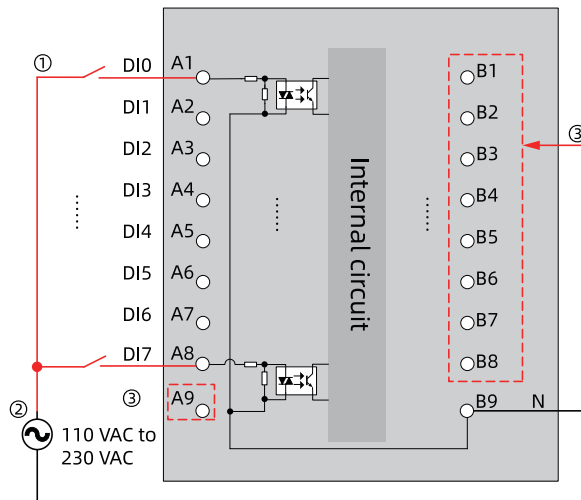 ① DI0 A1 B1
DI1 A2 B2
DI2 A3 B3 ③
DI3 A4 B4
DI4 A5 B5
DI5 A6 B6
DI6 A7 B7
DI7 A8 B8
③ A9 B9 N
Internal circuit
② 110 VAC to
230 VAC